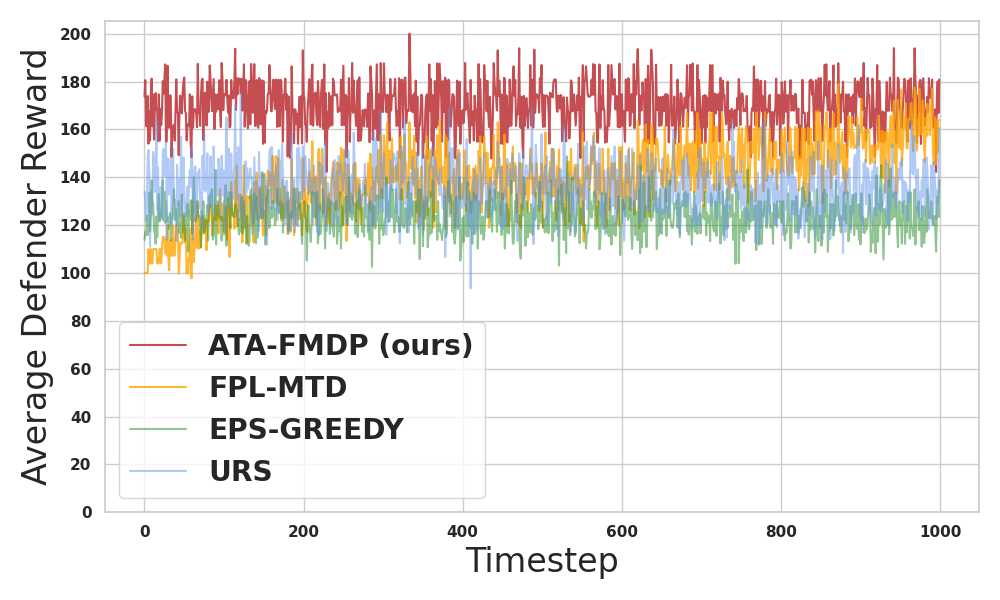 Average Defender Reward
200
180
160
140
120
100
80
60
40
20
0
ATA-FMDP (ours)
FPL-MTD
EPS-GREEDY
URS
0 200 400 600 800 1000
Timestep